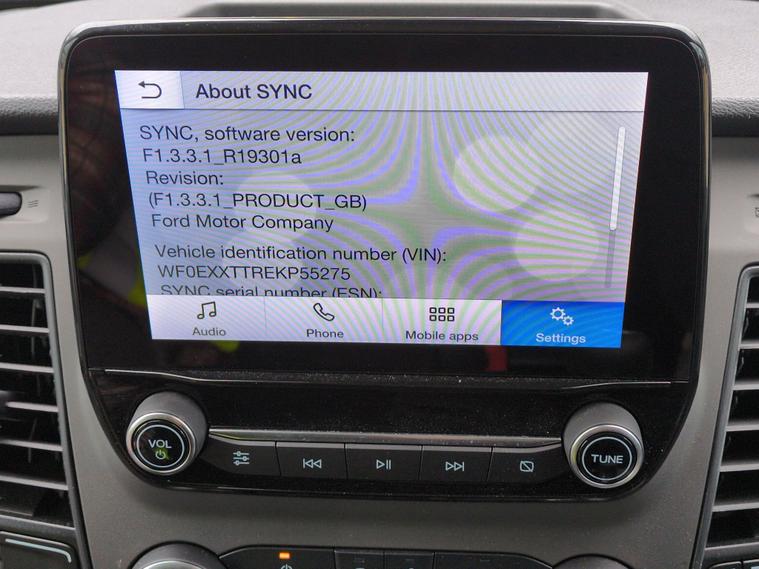 About SYNC
SYNC, software version:
F1.3.3.1_R19301a
Revision:
(F1.3.3.1_PRODUCT_GB)
Ford Motor Company
Vehicle identification number (VIN):
WF0EXXTTREKP55275
SYNC serial number (ESN):
Audio
Phone
Mobile apps
Settings
VOL
TUNE